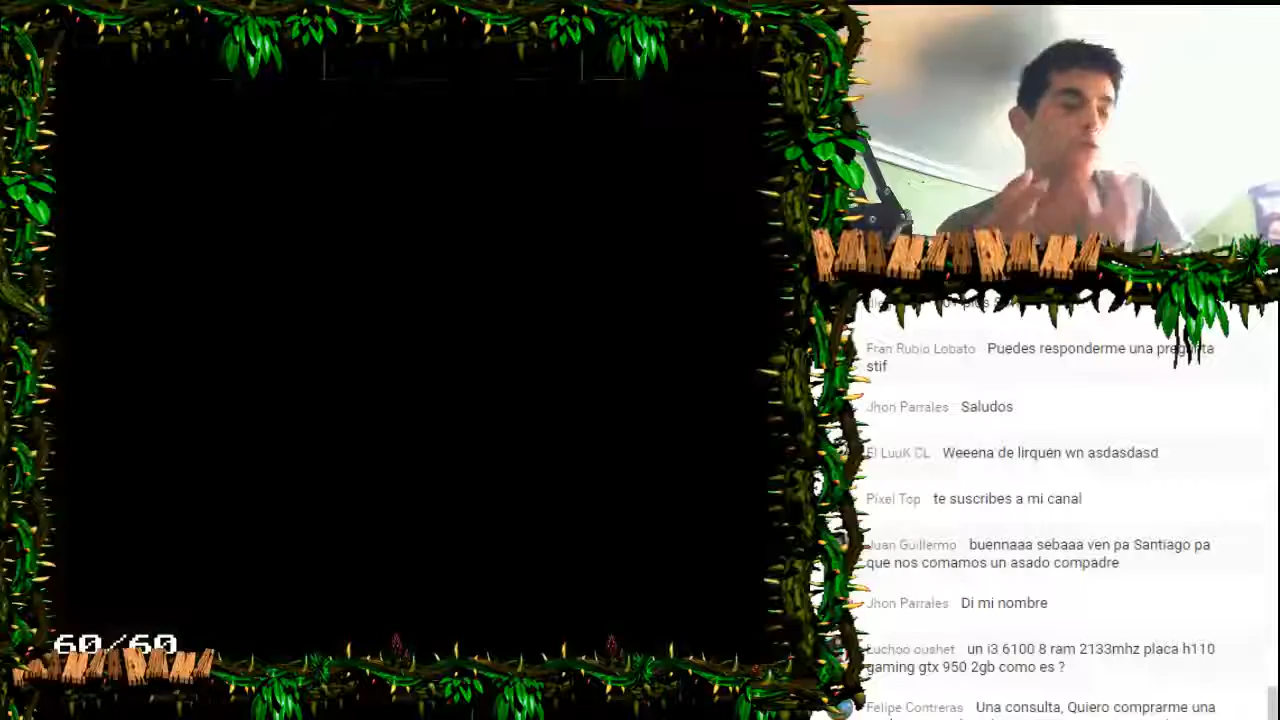 Fran Rubio Lobato Puedes responderme una pregunta
stif
Jhon Parrales Saludos
El LuuK CL Weeena de lirquen wn asdasdasd
Pixel Top te suscribes a mi canal
Juan Guillermo buennaaa sebaaa ven pa Santiago pa
que nos comamos un asado compadre
Jhon Parrales Di mi nombre
60/60
Luchoo oushet un i3 6100 8 ram 2133mhz placa h110
gaming gtx 950 2gb como es ?
Felipe Contreras Una consulta, Quiero comprarme una